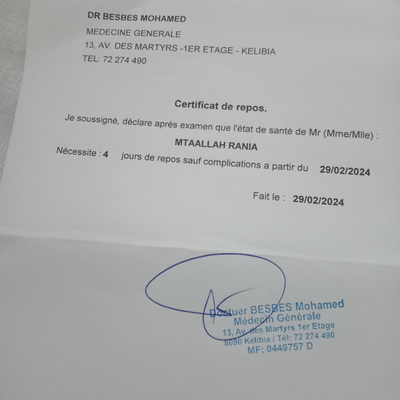 DR BESBES MOHAMED
MEDECINE GENERALE
13, AV. DES MARTYRS -1ER ETAGE - KELIBIA
TEL: 72 274 490
Certificat de repos.
Je soussigné, déclare aprés examen que l'état de santé de Mr (Mme/Mlle) :
MTAALLAH RANIA
Nécessite : 4 jours de repos sauf complications a partir du 29/02/2024
Fait le : 29/02/2024
Doctuer BESBES Mohamed
Médecin Générale
13, Av. des Martyrs 1er Etage
8090 Kélibia / Tél: 72 274 490
MF: 0449757 D